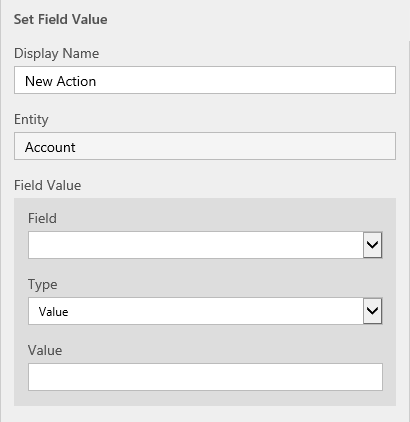 Set Field Value
Display Name
New Action
Entity
Account
Field Value
Field
Type
Value
Value